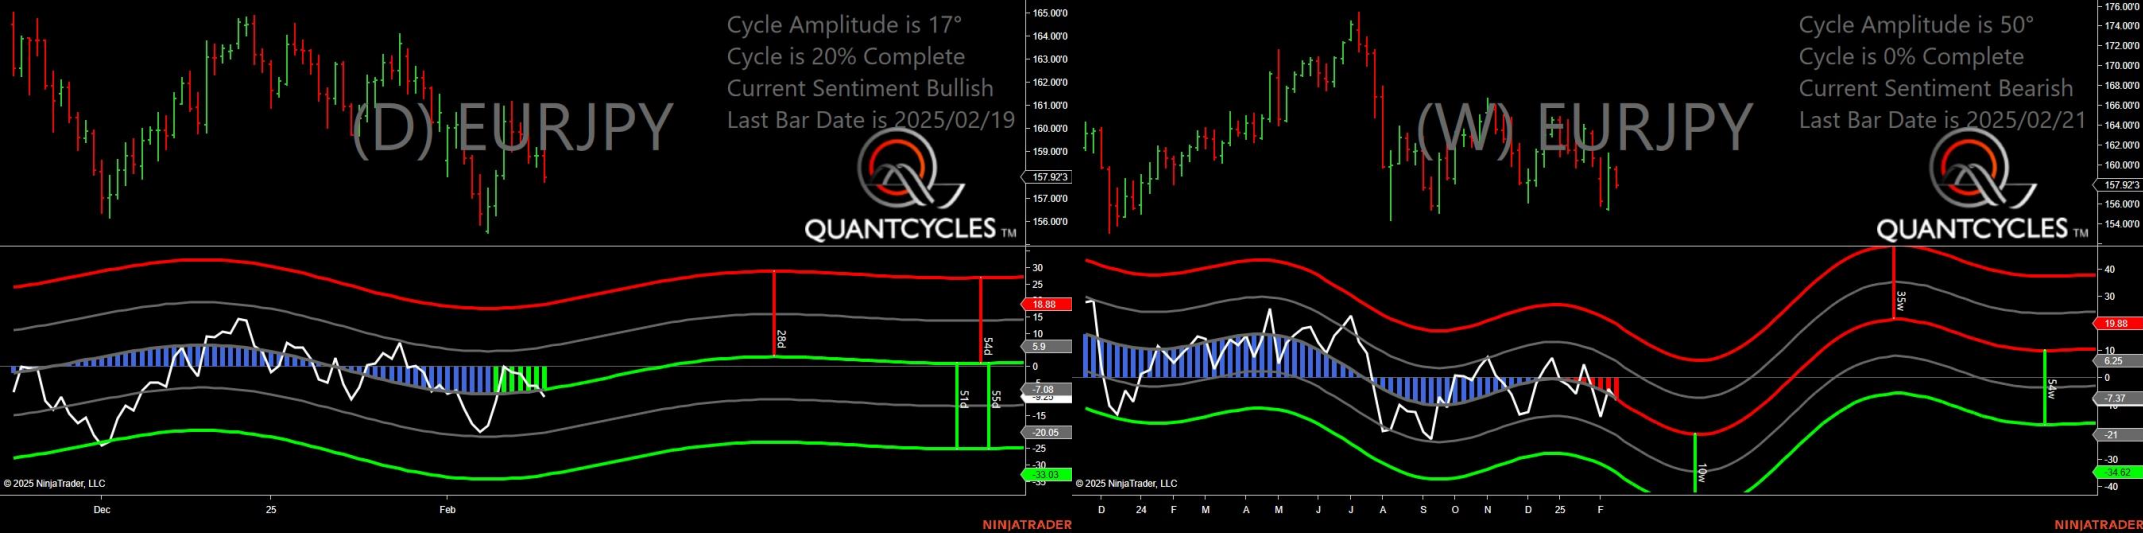 Cycle Amplitude is 17°
Cycle is 20% Complete
Current Sentiment Bullish
Last Bar Date is 2025/02/19
(D) EURJPY
QUANTCYCLES TM
165.00'0
164.00'0
163.00'0
162.00'0
161.00'0
160.00'0
159.00'0
157.92'3
157.00'0
156.00'0
28d
54d
51d
55d
30
25
18.88
15
10
5.9
0
-7.08
-9.25
-15
-20.05
-25
-30
-33.03
-35
© 2025 NinjaTrader, LLC
Dec
25
Feb
NINJATRADER
Cycle Amplitude is 50°
Cycle is 0% Complete
Current Sentiment Bearish
Last Bar Date is 2025/02/21
(W) EURJPY
QUANTCYCLES TM
176.00'0
174.00'0
172.00'0
170.00'0
168.00'0
166.00'0
164.00'0
162.00'0
160.00'0
157.92'3
156.00'0
154.00'0
35w
10w
54w
40
30
19.88
10
6.25
0
-7.37
-21
-30
-34.62
-40
© 2025 NinjaTrader, LLC
D
24
F
M
A
M
J
J
A
S
O
N
D
25
F
NINJATRADER